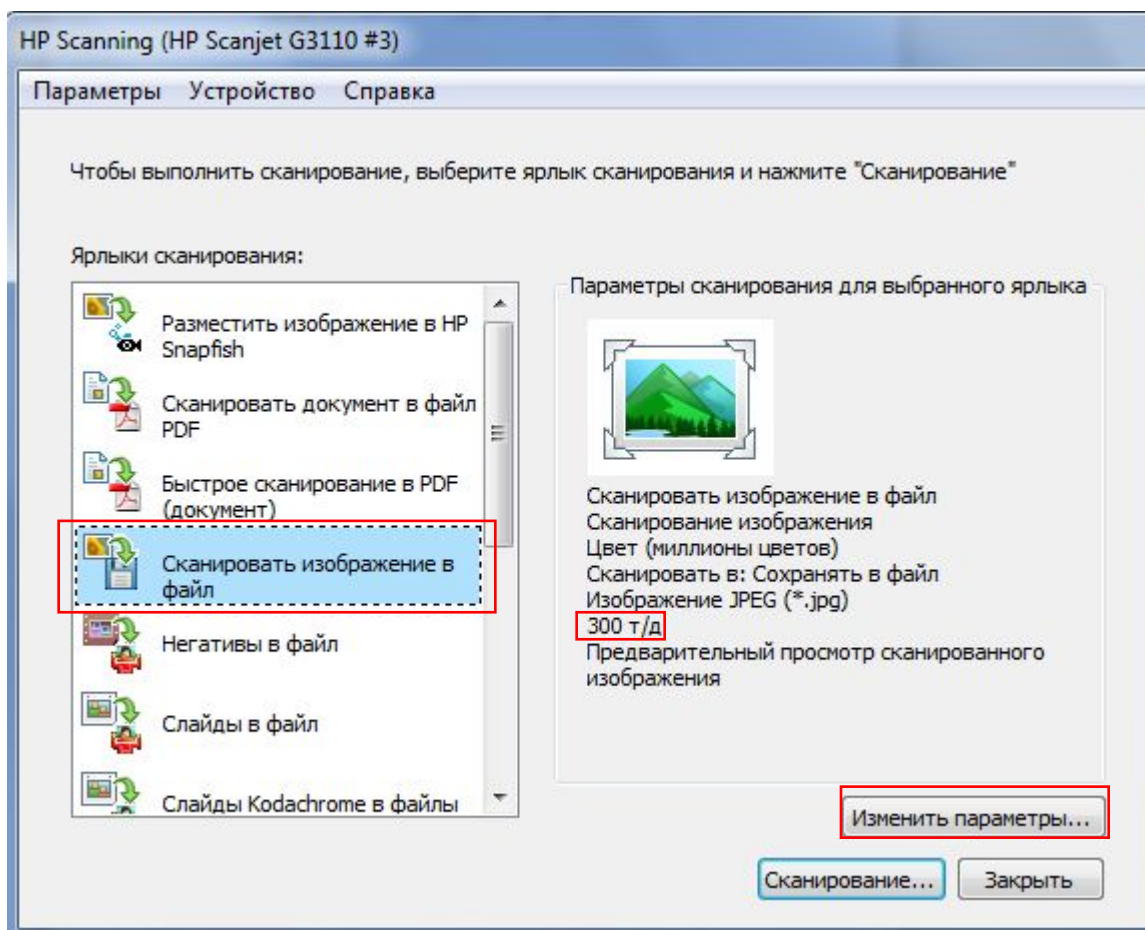 HP Scanning (HP Scanjet G3110 #3)
Параметры Устройство Справка
Чтобы выполнить сканирование, выберите ярлык сканирования и нажмите "Сканирование"
Ярлыки сканирования:
Разместить изображение в HP
Snapfish
Сканировать документ в файл
PDF
Быстрое сканирование в PDF
(документ)
Сканировать изображение в
файл
Негативы в файл
Слайды в файл
Слайды Kodachrome в файлы
Параметры сканирования для выбранного ярлыка
Сканировать изображение в файл
Сканирование изображения
Цвет (миллионы цветов)
Сканировать в: Сохранять в файл
Изображение JPEG (*.jpg)
300 т/д
Предварительный просмотр сканированного
изображения
Изменить параметры...
Сканирование... Закрыть